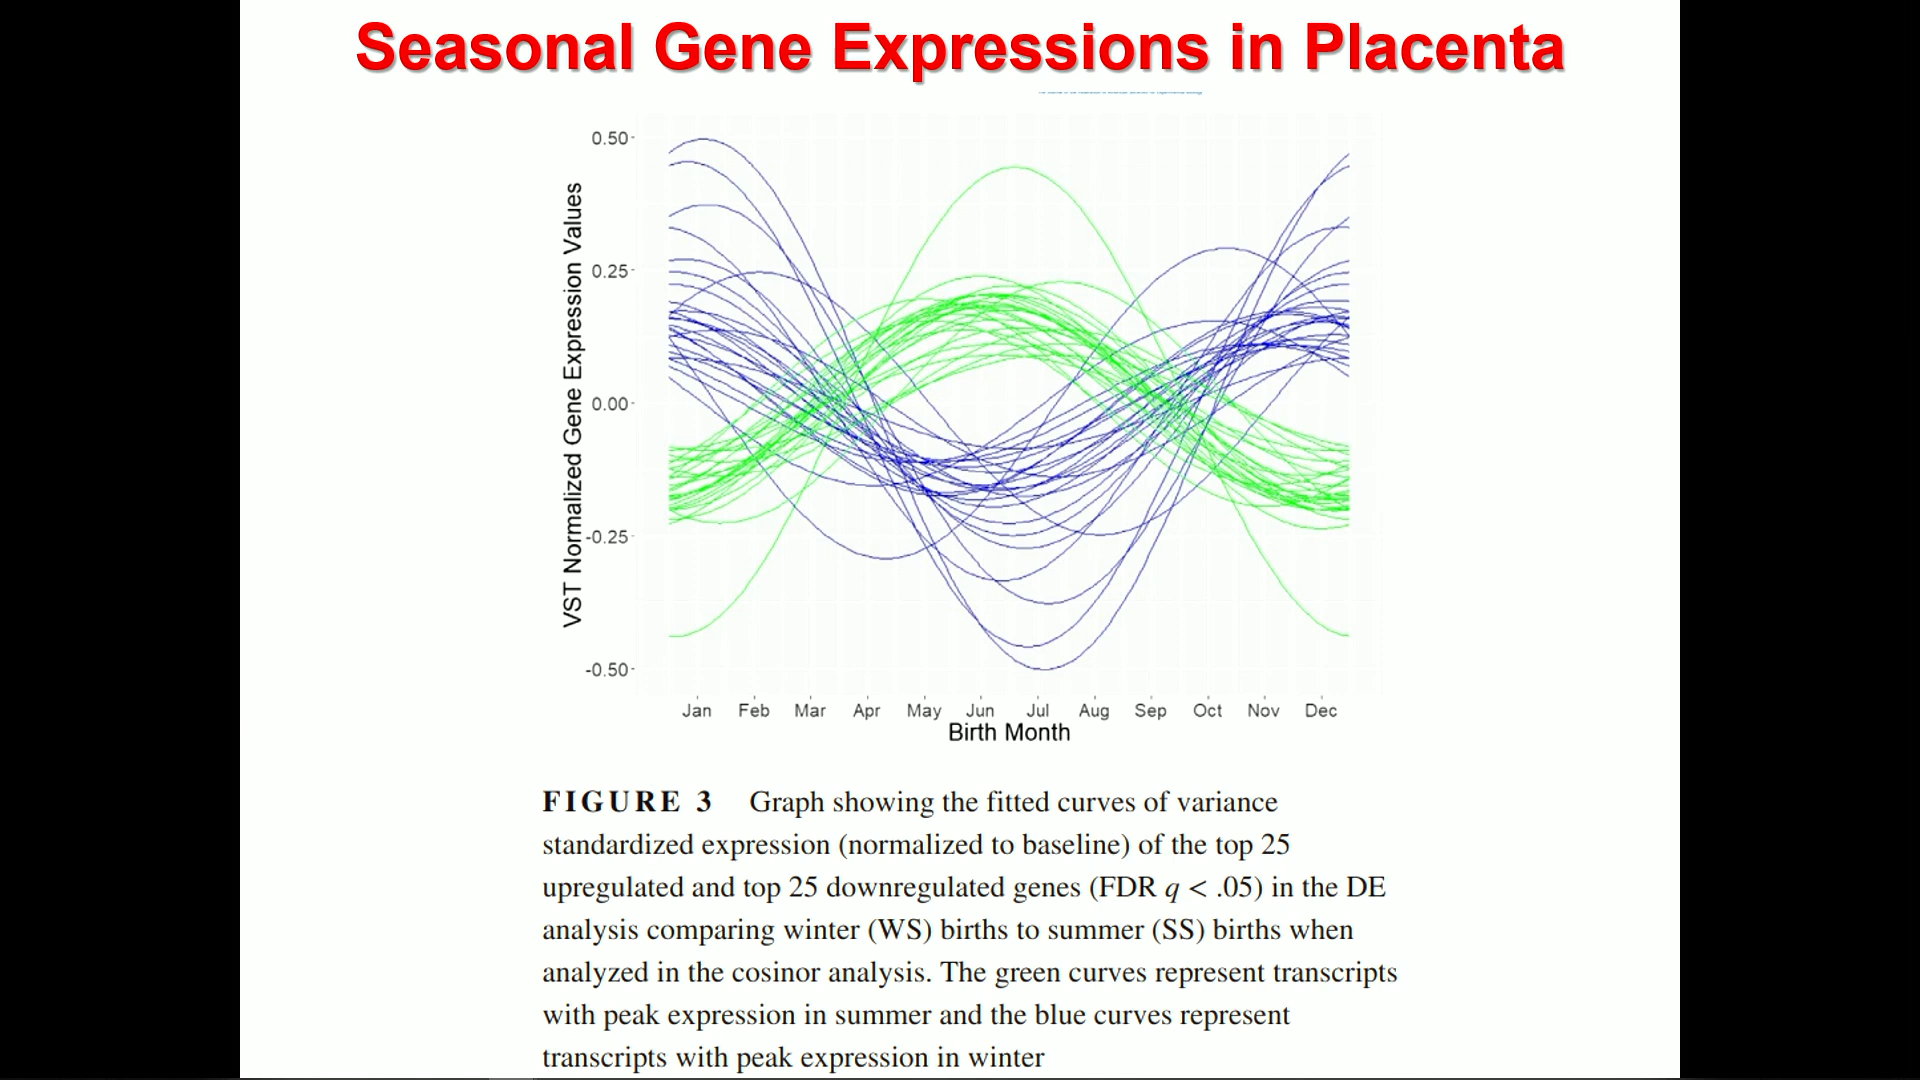 Seasonal Gene Expressions in Placenta
VST Normalized Gene Expression Values
0.50
0.25
0.00
-0.25
-0.50
Jan Feb Mar Apr May Jun Jul Aug Sep Oct Nov Dec
Birth Month
FIGURE 3 Graph showing the fitted curves of variance
standardized expression (normalized to baseline) of the top 25
upregulated and top 25 downregulated genes (FDR q < .05) in the DE
analysis comparing winter (WS) births to summer (SS) births when
analyzed in the cosinor analysis. The green curves represent transcripts
with peak expression in summer and the blue curves represent
transcripts with peak expression in winter